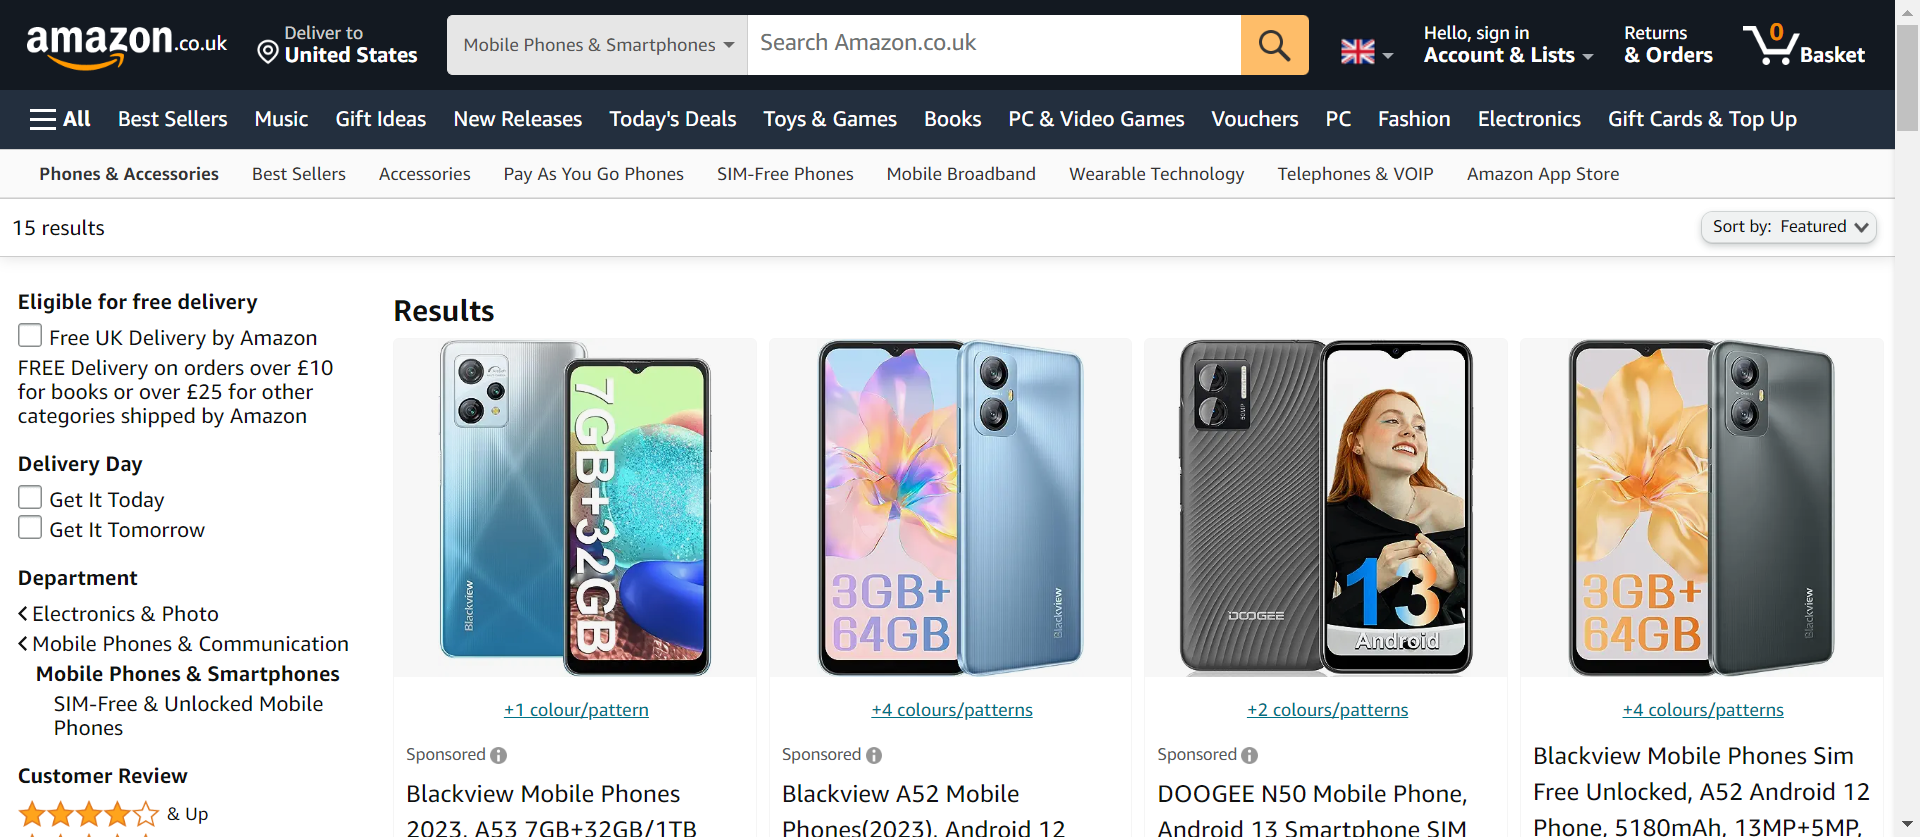 amazon.co.uk
Deliver to
United States
Mobile Phones & Smartphones
Search Amazon.co.uk
Hello, sign in
Account & Lists
Returns
& Orders
0
Basket
All
Best Sellers
Music
Gift Ideas
New Releases
Today's Deals
Toys & Games
Books
PC & Video Games
Vouchers
PC
Fashion
Electronics
Gift Cards & Top Up
Phones & Accessories
Best Sellers
Accessories
Pay As You Go Phones
SIM-Free Phones
Mobile Broadband
Wearable Technology
Telephones & VOIP
Amazon App Store
15 results
Sort by: Featured
Eligible for free delivery
Free UK Delivery by Amazon
FREE Delivery on orders over £10
for books or over £25 for other
categories shipped by Amazon
Delivery Day
Get It Today
Get It Tomorrow
Department
Electronics & Photo
Mobile Phones & Communication
Mobile Phones & Smartphones
SIM-Free & Unlocked Mobile
Phones
Customer Review
& Up
Results
Blackview
7GB+32GB
+1 colour/pattern
Sponsored
Blackview Mobile Phones
2023, A53 7GB+32GB/1TB
3GB+
64GB
Blackview
+4 colours/patterns
Sponsored
Blackview A52 Mobile
Phones(2023), Android 12
DOOGEE
13
Android
+2 colours/patterns
Sponsored
DOOGEE N50 Mobile Phone,
Android 13 Smartphone SIM
3GB+
64GB
Blackview
+4 colours/patterns
Blackview Mobile Phones Sim
Free Unlocked, A52 Android 12
Phone, 5180mAh, 13MP+5MP,